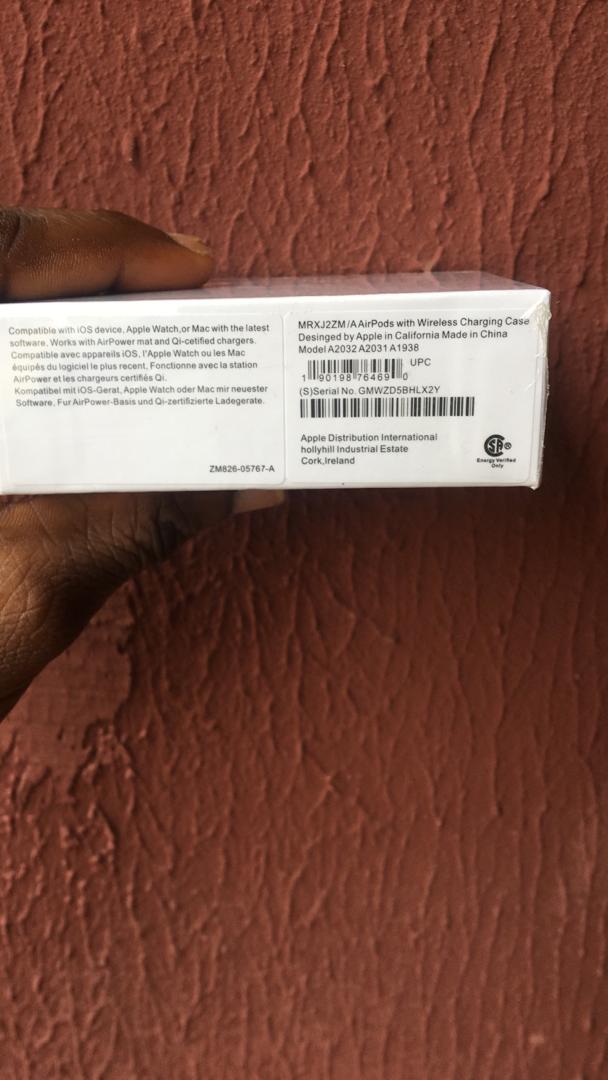 Compatible with iOS device, Apple Watch,or Mac with the latest
software. Works with AirPower mat and Qi-cetified chargers.
Compatible avec appareils iOS, I'Apple Watch ou les Mac
équipés du logiciel le plus recent, Fonctionne avec la station
AirPower et les chargeurs certifiés Qi.
Kompatibel mit iOS-Gerat, Apple Watch oder Mac mir neuester
Software. Fur AirPower-Basis und Qi-zertifizierte Ladegerate.
ZM826-05767-A
MRXJ2ZM/A AirPods with Wireless Charging Case
Desinged by Apple in California Made in China
Model A2032 A2031 A1938
UPC
1 90198 76469 0
(S)Serial No. GMWZD5BHLX2Y
Apple Distribution International
hollyhill Industrial Estate
Cork,Ireland
SA ®
Energy Verified
Only